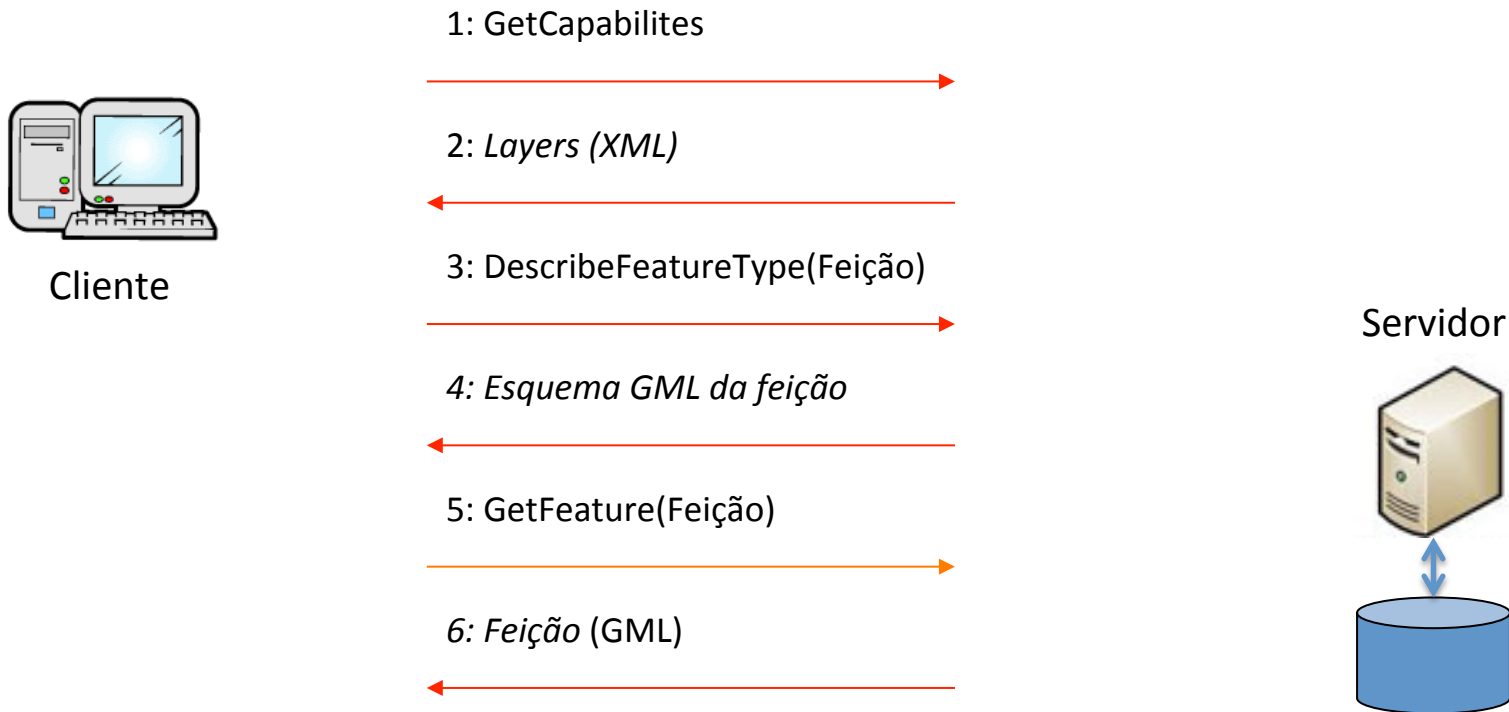 1: GetCapabilites
2: Layers (XML)
3: DescribeFeatureType(Feição)
Cliente
Servidor
4: Esquema GML da feição
5: GetFeature(Feição)
6: Feição (GML)